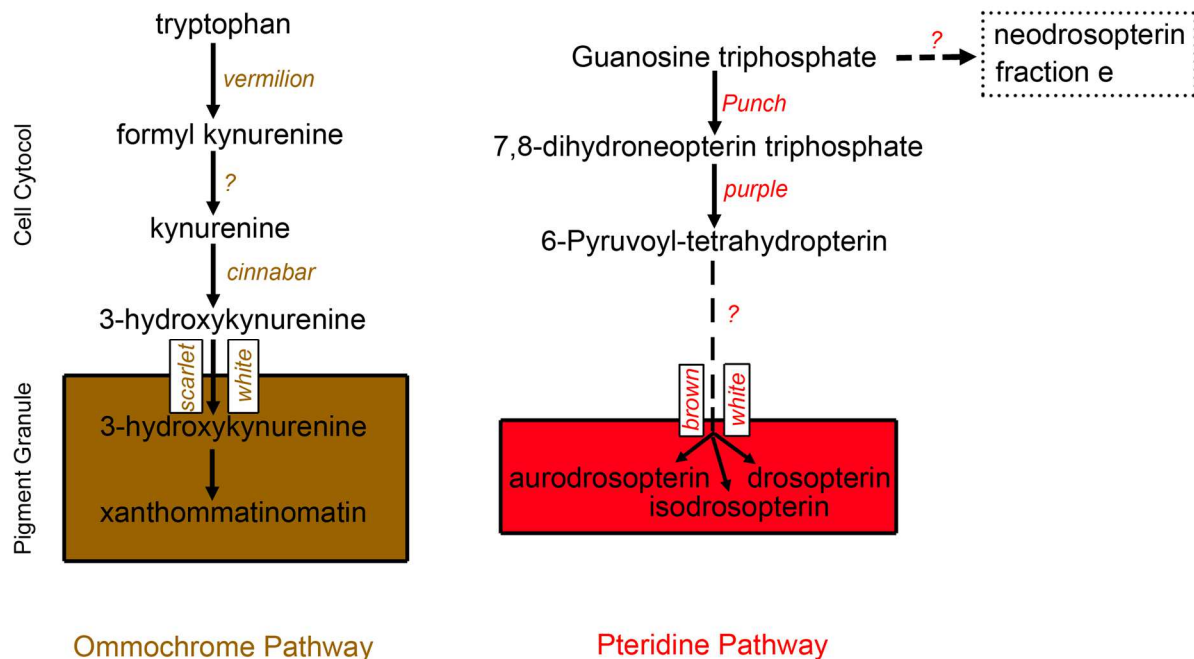 tryptophan
vermilion
formyl kynurenine
?
kynurenine
cinnabar
3-hydroxykynurenine
scarlet
white
3-hydroxykynurenine
xanthommatinomatin
Ommochrome Pathway
Cell Cytocol
Pigment Granule
Guanosine triphosphate
?
neodrosopterin
fraction e
Punch
7,8-dihydroneopterin triphosphate
purple
6-Pyruvoyl-tetrahydropterin
?
brown
white
aurodrosopterin
drosopterin
isodrosopterin
Pteridine Pathway